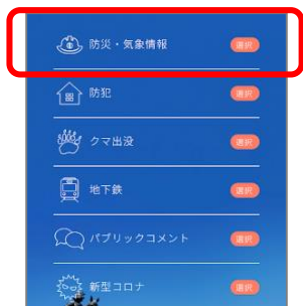 防災・気象情報 選択
防犯 選択
クマ出没 選択
地下鉄 選択
パブリックコメント 選択
新型コロナ 選択